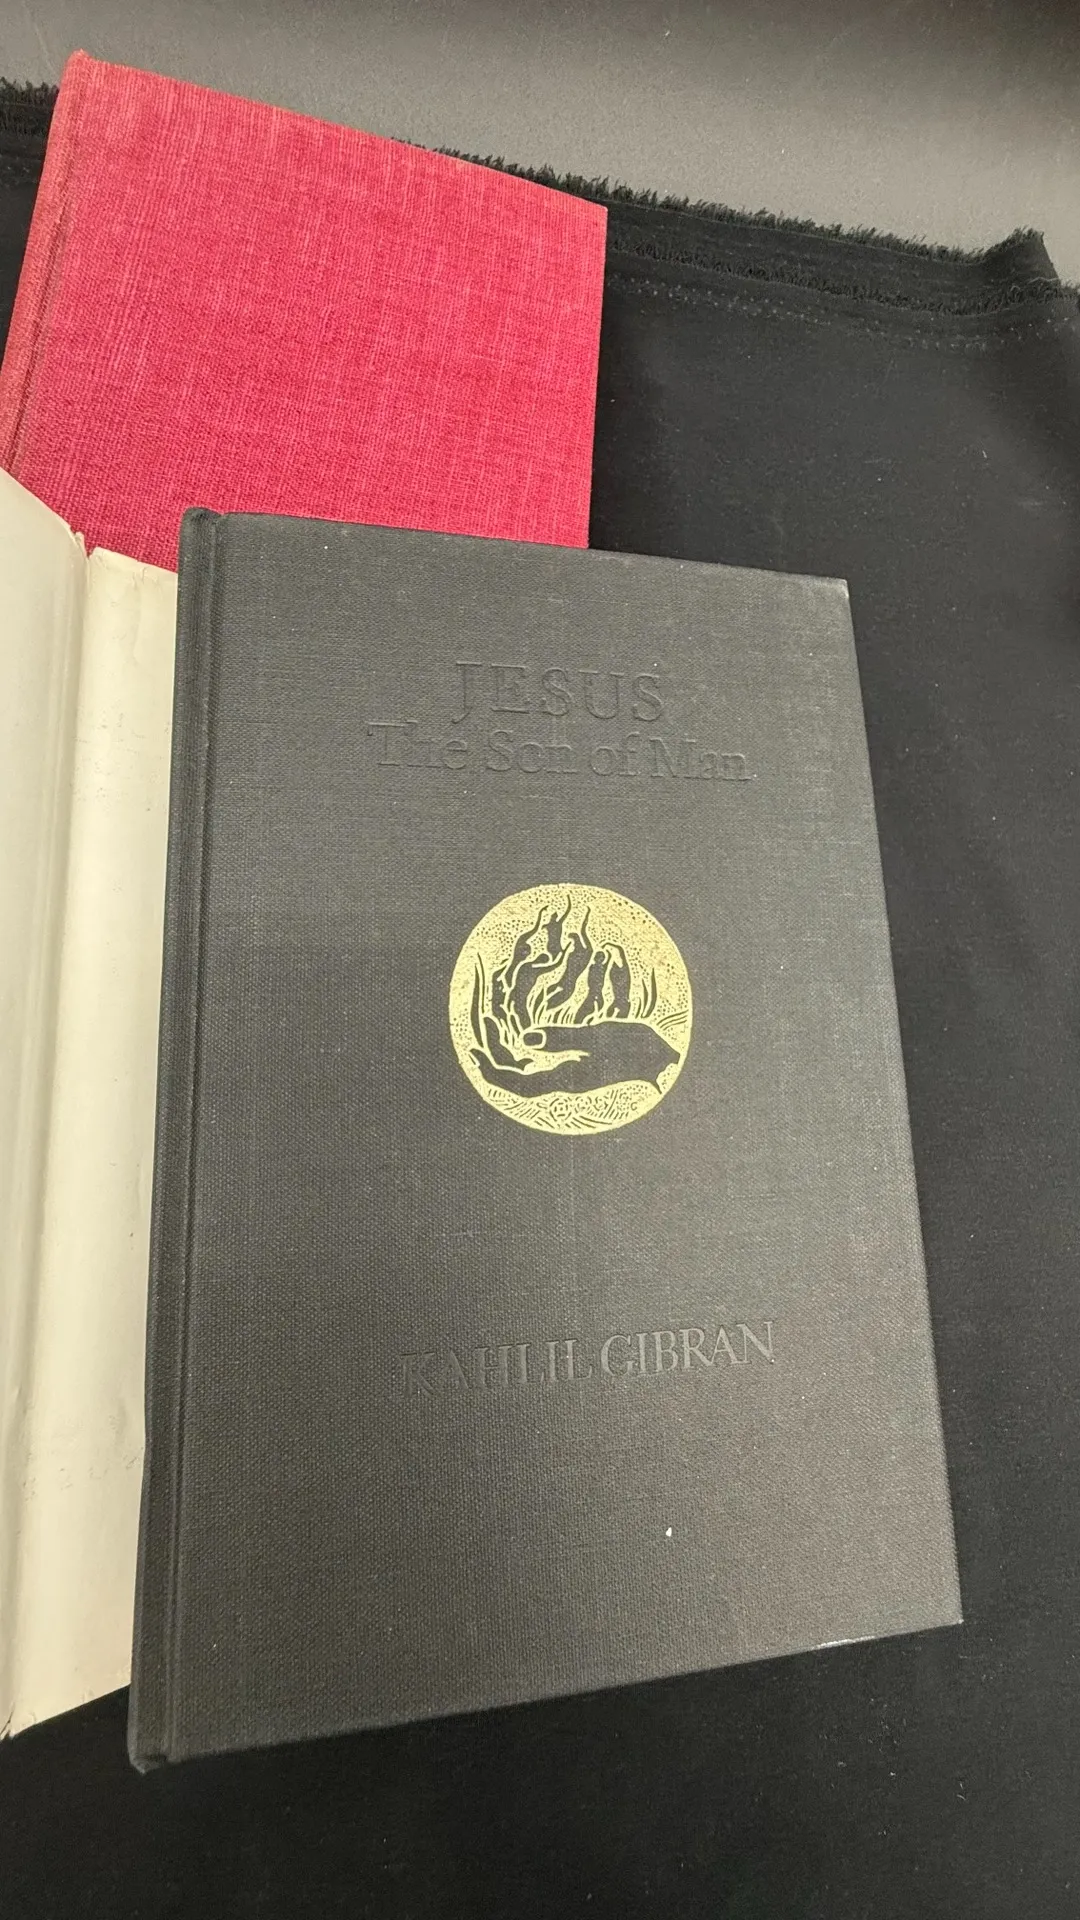 JESUS
The Son of Man
KAHLIL GIBRAN